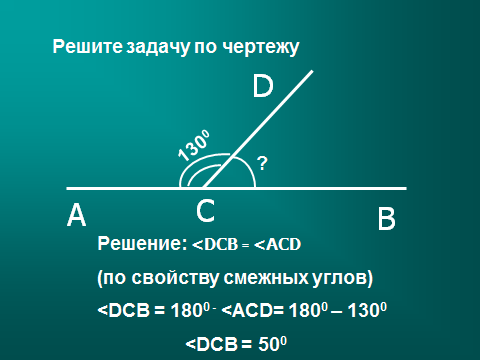 Решите задачу по чертежу
D
130⁰
?
A
C
B
Решение: <DCB = <ACD
(по свойству смежных углов)
<DCB = 180⁰ - <ACD= 180⁰ – 130⁰
<DCB = 50⁰